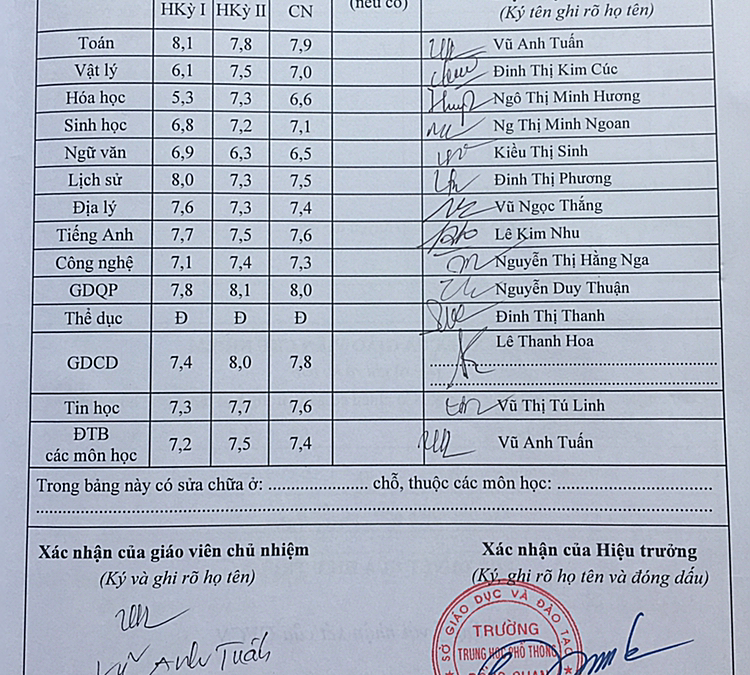 HKỳ I HKỳ II CN (nếu có) (Ký tên ghi rõ họ tên)
Toán 8,1 7,8 7,9 Vũ Anh Tuấn
Vật lý 6,1 7,5 7,0 Đinh Thị Kim Cúc
Hóa học 5,3 7,3 6,6 Ngô Thị Minh Hương
Sinh học 6,8 7,2 7,1 Ng Thị Minh Ngoan
Ngữ văn 6,9 6,3 6,5 Kiều Thị Sinh
Lịch sử 8,0 7,3 7,5 Đinh Thị Phương
Địa lý 7,6 7,3 7,4 Vũ Ngọc Thắng
Tiếng Anh 7,7 7,5 7,6 Lê Kim Nhu
Công nghệ 7,1 7,4 7,3 Nguyễn Thị Hằng Nga
GDQP 7,8 8,1 8,0 Nguyễn Duy Thuận
Thể dục Đ Đ Đ Đinh Thị Thanh
GDCD 7,4 8,0 7,8 Lê Thanh Hoa
Tin học 7,3 7,7 7,6 Vũ Thị Tú Linh
ĐTB
các môn học 7,2 7,5 7,4 Vũ Anh Tuấn
Trong bảng này có sửa chữa ở: .................... chỗ, thuộc các môn học: ................................
Xác nhận của giáo viên chủ nhiệm Xác nhận của Hiệu trưởng
(Ký và ghi rõ họ tên) (Ký, ghi rõ họ tên và đóng dấu)
SỞ GIÁO DỤC VÀ ĐÀO TẠO
TRƯỜNG
TRUNG HỌC PHỔ THÔNG
Vũ Anh Tuấn